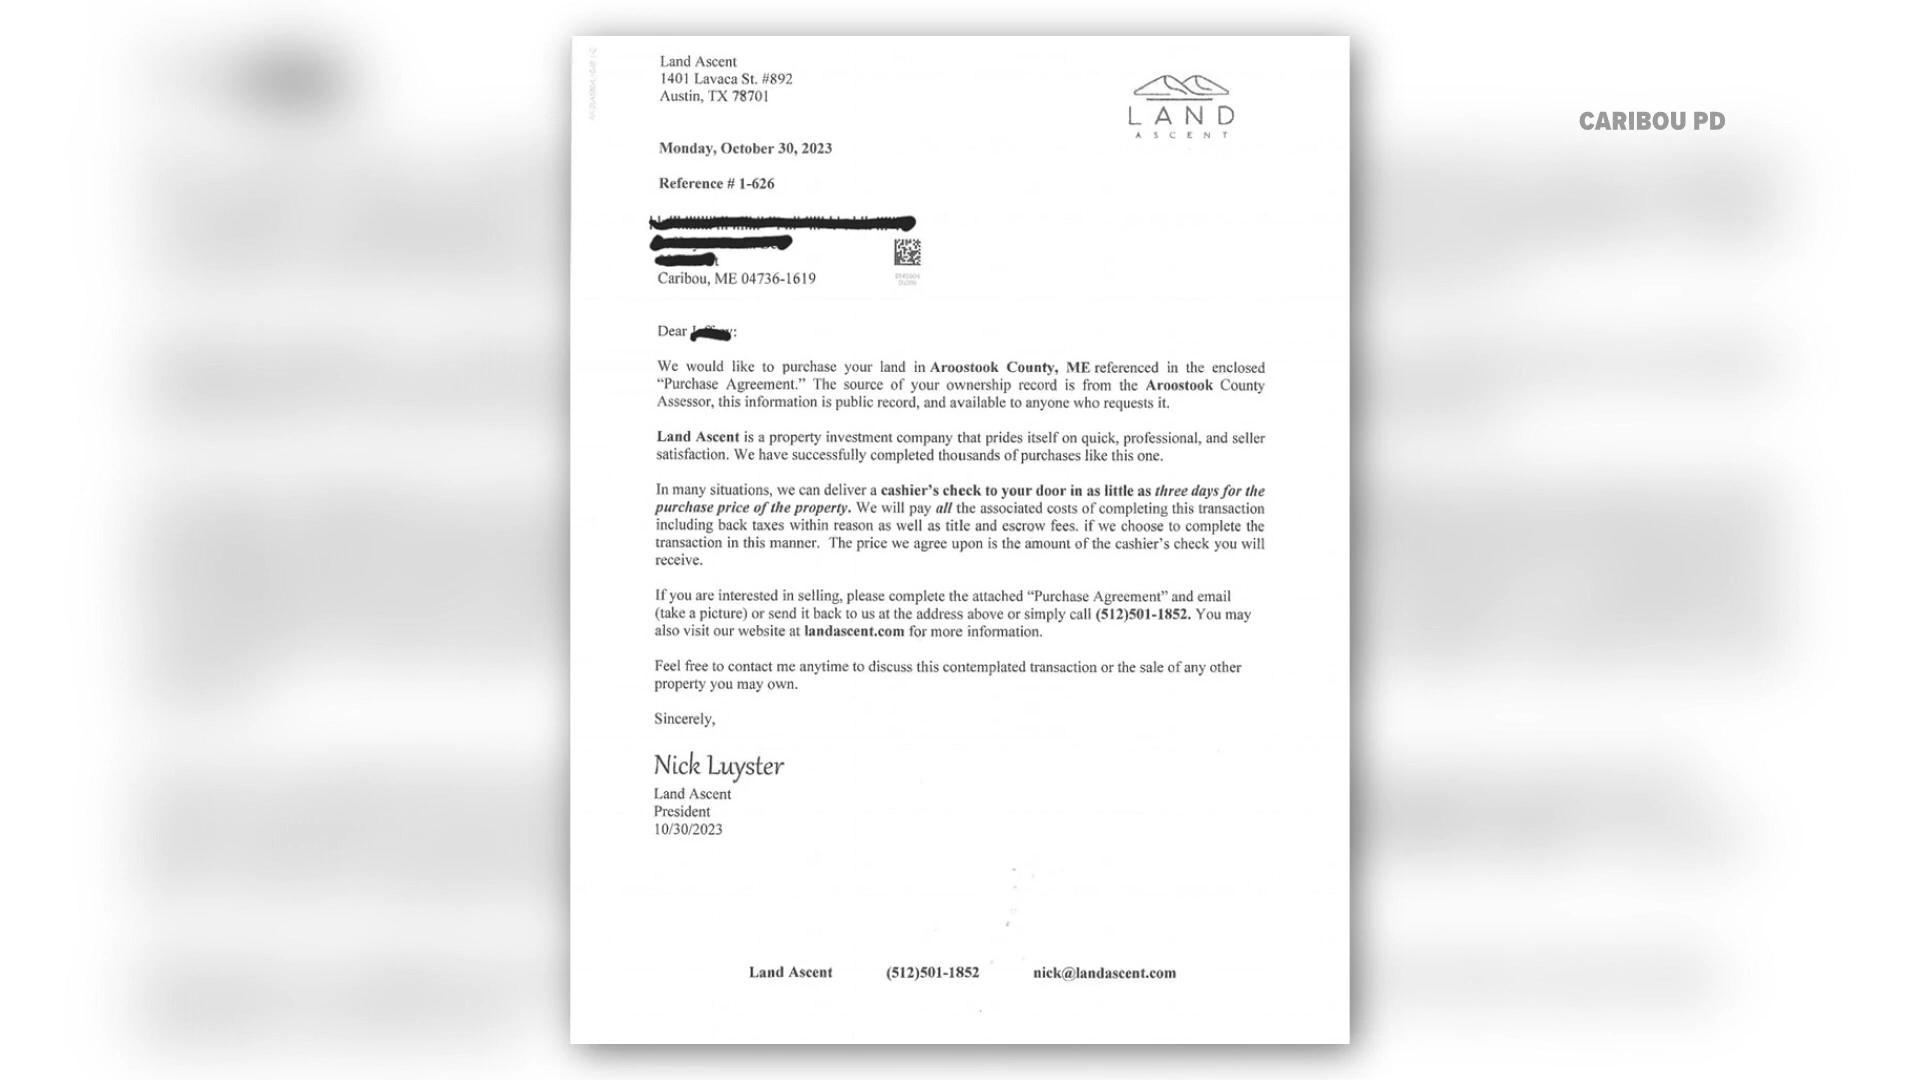 Land Ascent
1401 Lavaca St. #892
Austin, TX 78701
LAND
ASCENT
CARIBOU PD
Monday, October 30, 2023
Reference # 1-626
Caribou, ME 04736-1619
Dear :
We would like to purchase your land in Aroostook County, ME referenced in the enclosed
“Purchase Agreement.” The source of your ownership record is from the Aroostook County
Assessor, this information is public record, and available to anyone who requests it.
Land Ascent is a property investment company that prides itself on quick, professional, and seller
satisfaction. We have successfully completed thousands of purchases like this one.
In many situations, we can deliver a cashier’s check to your door in as little as three days for the
purchase price of the property. We will pay all the associated costs of completing this transaction
including back taxes within reason as well as title and escrow fees. if we choose to complete the
transaction in this manner. The price we agree upon is the amount of the cashier’s check you will
receive.
If you are interested in selling, please complete the attached “Purchase Agreement” and email
(take a picture) or send it back to us at the address above or simply call (512)501-1852. You may
also visit our website at landascent.com for more information.
Feel free to contact me anytime to discuss this contemplated transaction or the sale of any other
property you may own.
Sincerely,
Nick Luyster
Land Ascent
President
10/30/2023
Land Ascent (512)501-1852 nick@landascent.com